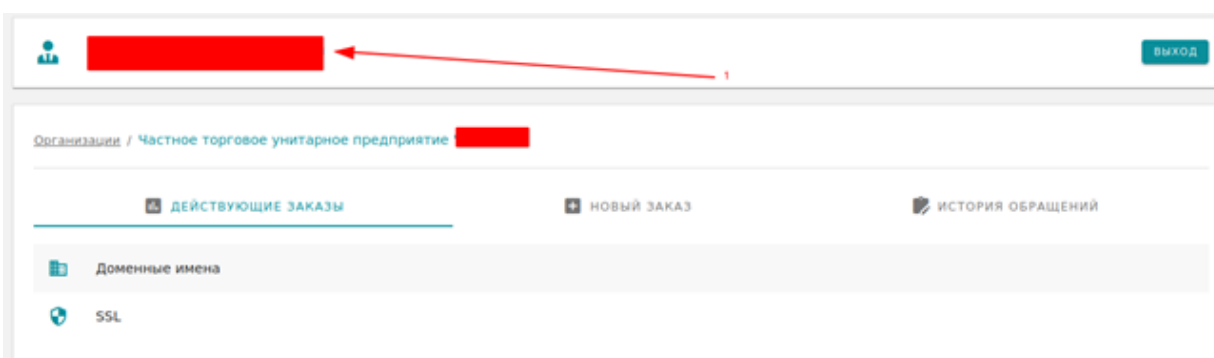 ВЫХОД
1
Организации / Частное торговое унитарное предприятие "
ДЕЙСТВУЮЩИЕ ЗАКАЗЫ НОВЫЙ ЗАКАЗ ИСТОРИЯ ОБРАЩЕНИЙ
Доменные имена
SSL